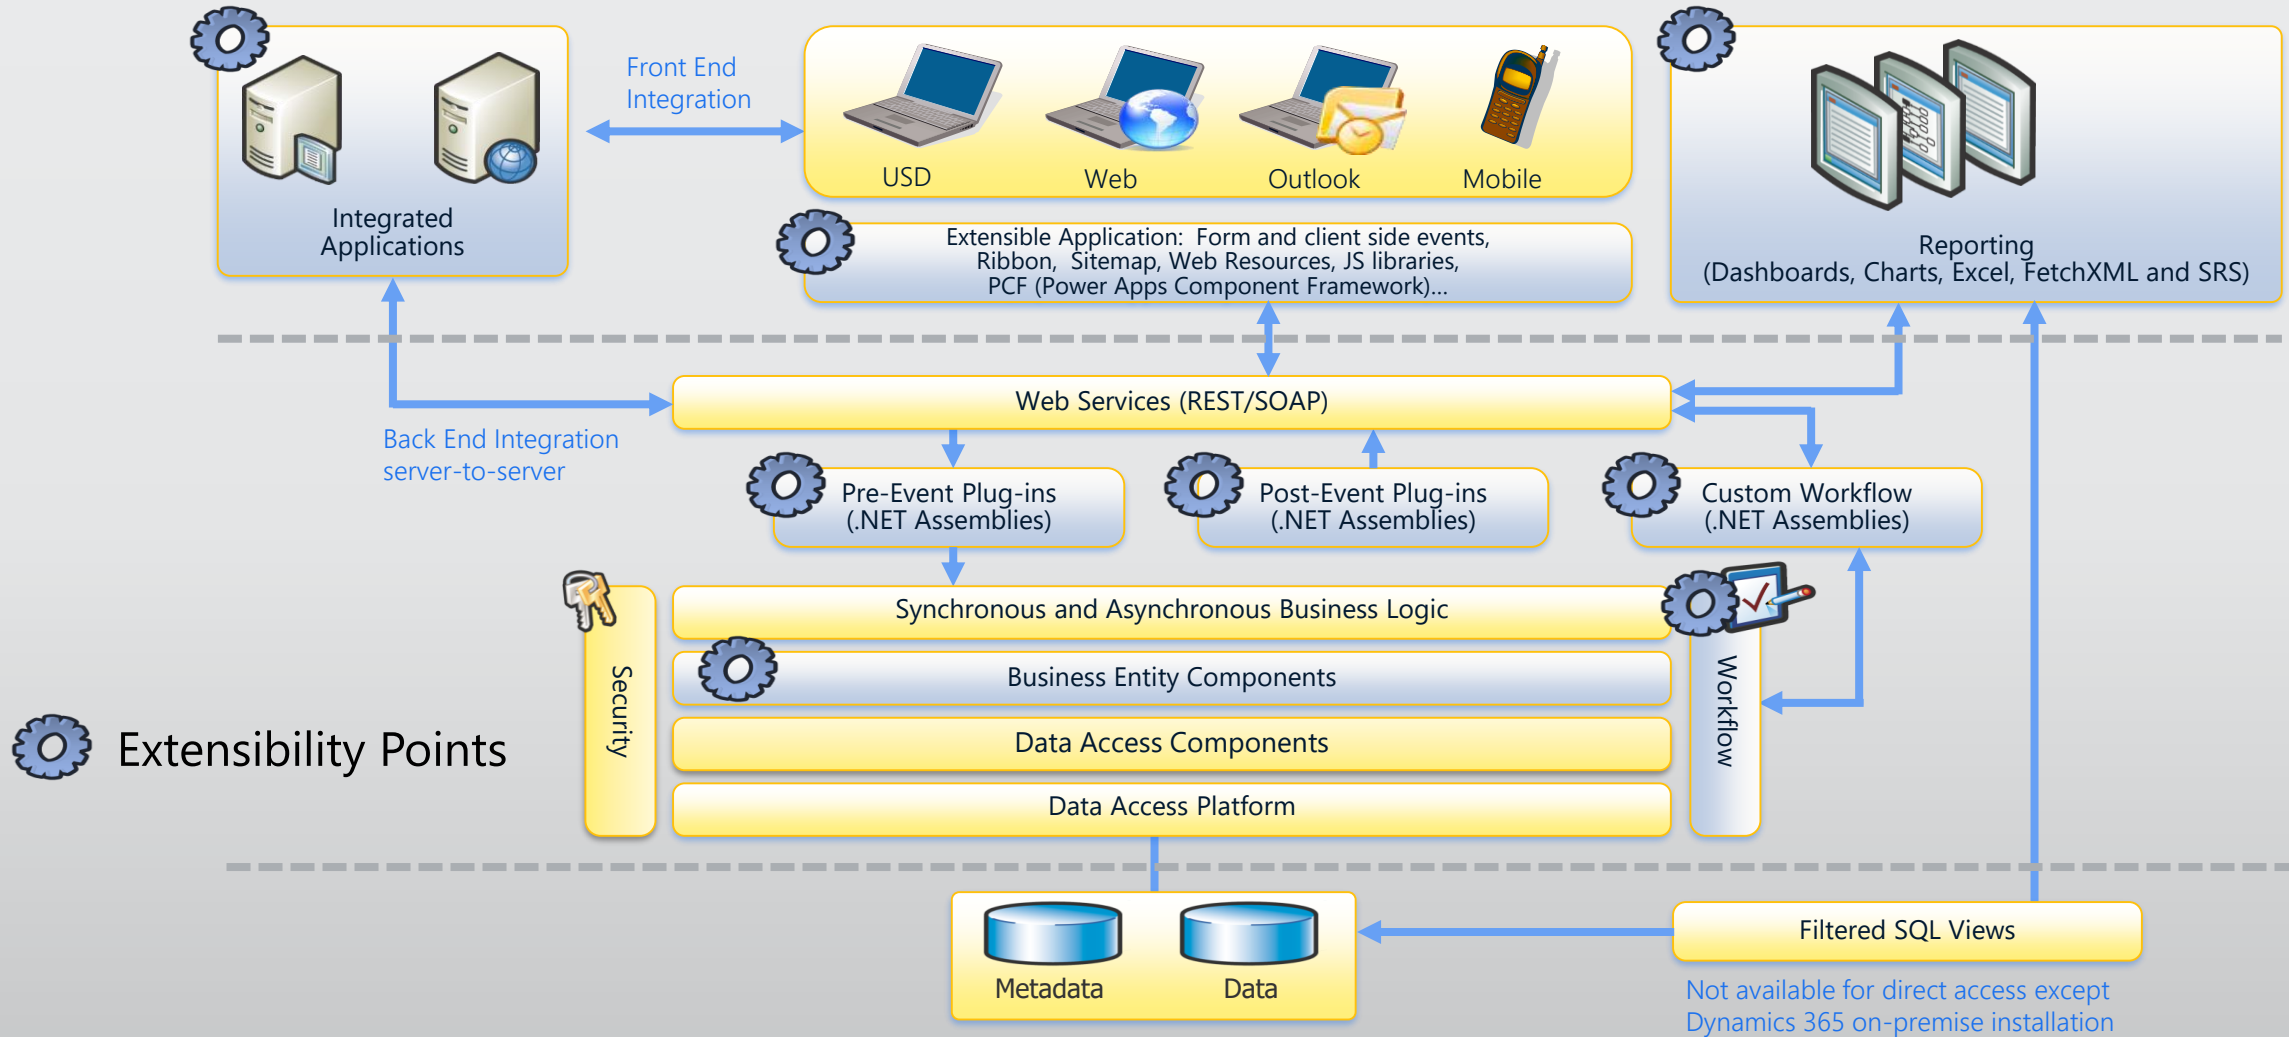 Front End
Integration
USD
Web
Outlook
Mobile
Integrated
Applications
Extensible Application:  Form and client side events,
Ribbon,  Sitemap, Web Resources, JS libraries,
PCF (Power Apps Component Framework)...
Reporting
(Dashboards, Charts, Excel, FetchXML and SRS)
Web Services (REST/SOAP)
Back End Integration
server-to-server
Pre-Event Plug-ins
(.NET Assemblies)
Post-Event Plug-ins
(.NET Assemblies)
Custom Workflow
(.NET Assemblies)
Synchronous and Asynchronous Business Logic
Security
Business Entity Components
Workflow
Extensibility Points
Data Access Components
Data Access Platform
Metadata
Data
Filtered SQL Views
Not available for direct access except
Dynamics 365 on-premise installation